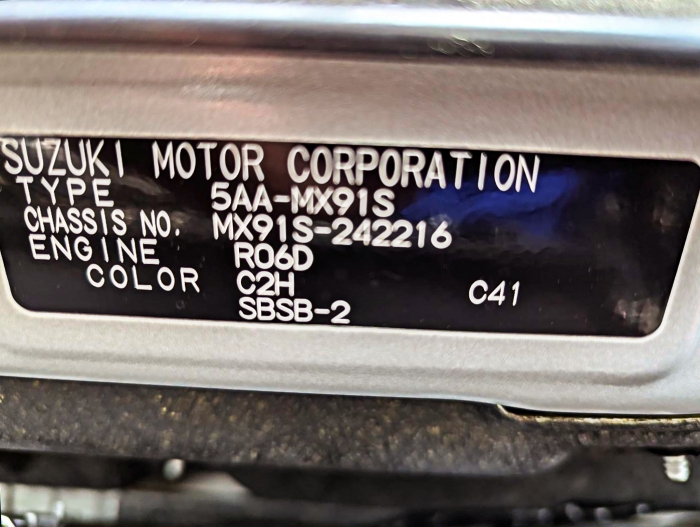 SUZUKI MOTOR CORPORATION
TYPE 5AA-MX91S
CHASSIS NO. MX91S-242216
ENGINE R06D
COLOR C2H C41
SBSB-2